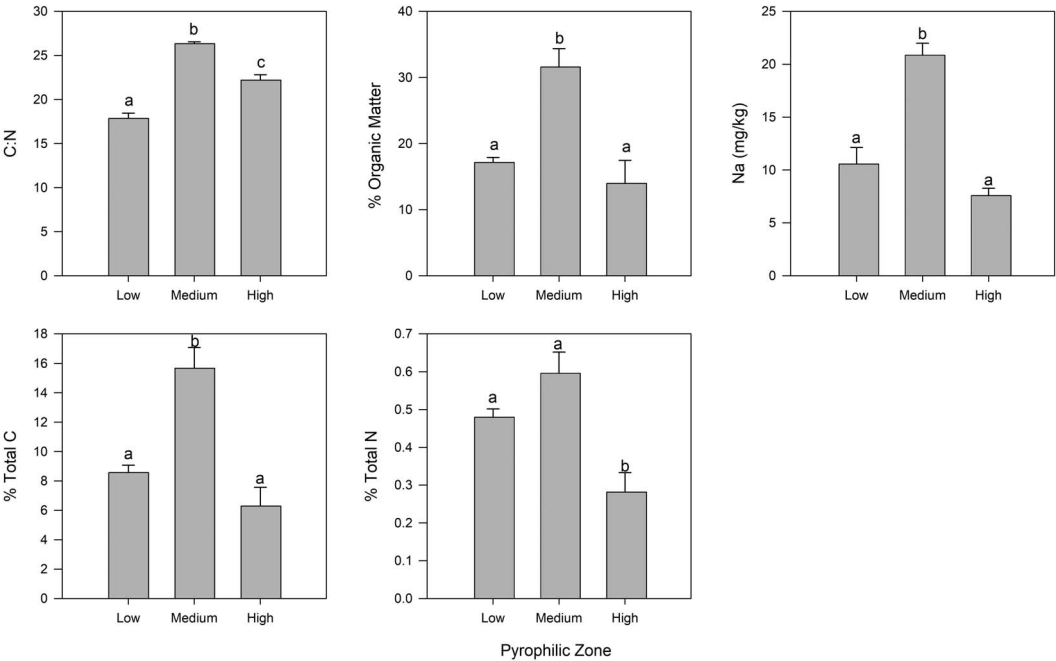 C:N
30
25
20
15
10
5
0
a
b
c
Low Medium High
% Organic Matter
40
30
20
10
0
a
b
a
Low Medium High
Na (mg/kg)
25
20
15
10
5
0
a
b
a
Low Medium High
% Total C
18
16
14
12
10
8
6
4
2
0
a
b
a
Low Medium High
% Total N
0.7
0.6
0.5
0.4
0.3
0.2
0.1
0.0
a
a
b
Low Medium High
Pyrophilic Zone